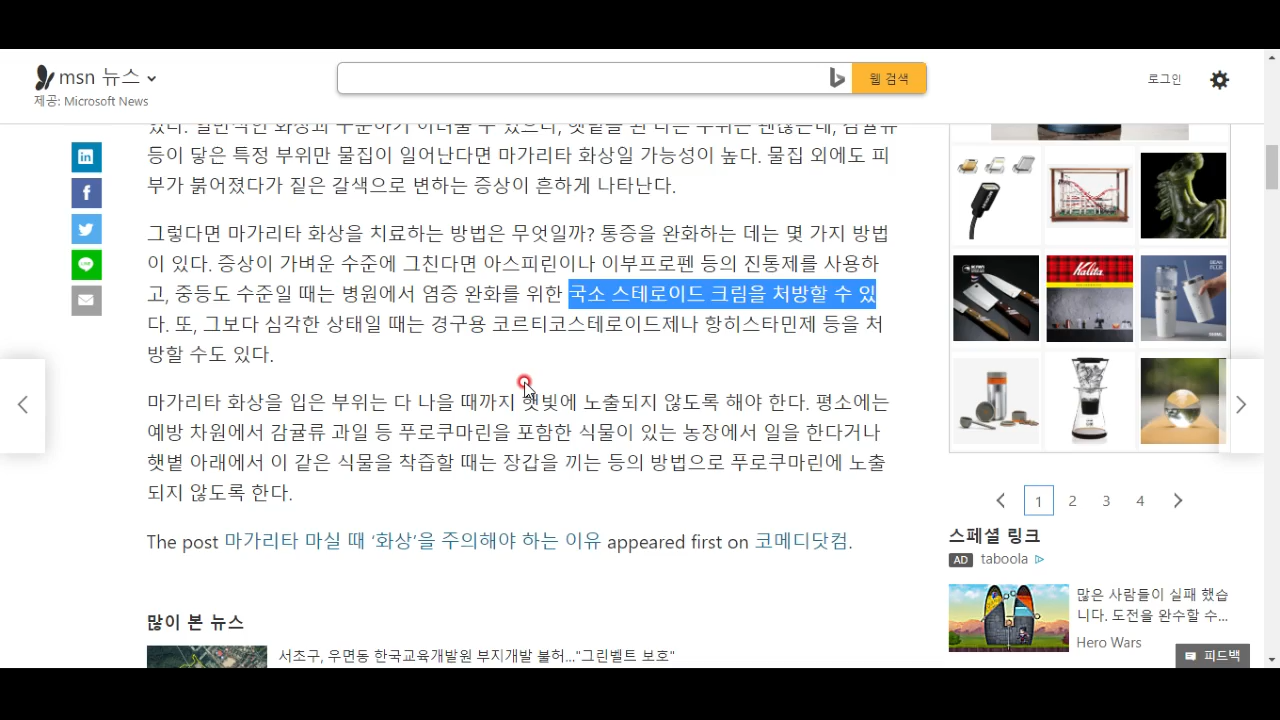 msn 뉴스
제공: Microsoft News
웹 검색
로그인
등이 닿은 특정 부위만 물집이 일어난다면 마가리타 화상일 가능성이 높다. 물집 외에도 피
부가 붉어졌다가 짙은 갈색으로 변하는 증상이 흔하게 나타난다.
그렇다면 마가리타 화상을 치료하는 방법은 무엇일까? 통증을 완화하는 데는 몇 가지 방법
이 있다. 증상이 가벼운 수준에 그친다면 아스피린이나 이부프로펜 등의 진통제를 사용하
고, 중등도 수준일 때는 병원에서 염증 완화를 위한 국소 스테로이드 크림을 처방할 수 있
다. 또, 그보다 심각한 상태일 때는 경구용 코르티코스테로이드제나 항히스타민제 등을 처
방할 수도 있다.
마가리타 화상을 입은 부위는 다 나을 때까지 햇빛에 노출되지 않도록 해야 한다. 평소에는
예방 차원에서 감귤류 과일 등 푸로쿠마린을 포함한 식물이 있는 농장에서 일을 한다거나
햇볕 아래에서 이 같은 식물을 착즙할 때는 장갑을 끼는 등의 방법으로 푸로쿠마린에 노출
되지 않도록 한다.
The post 마가리타 마실 때 ‘화상’을 주의해야 하는 이유 appeared first on 코메디닷컴.
많이 본 뉴스
서초구, 우면동 한국교육개발원 부지개발 불허..."그린벨트 보호"
Kalita
1 2 3 4
스페셜 링크
AD taboola
많은 사람들이 실패 했습
니다. 도전을 완수할 수...
Hero Wars
피드백